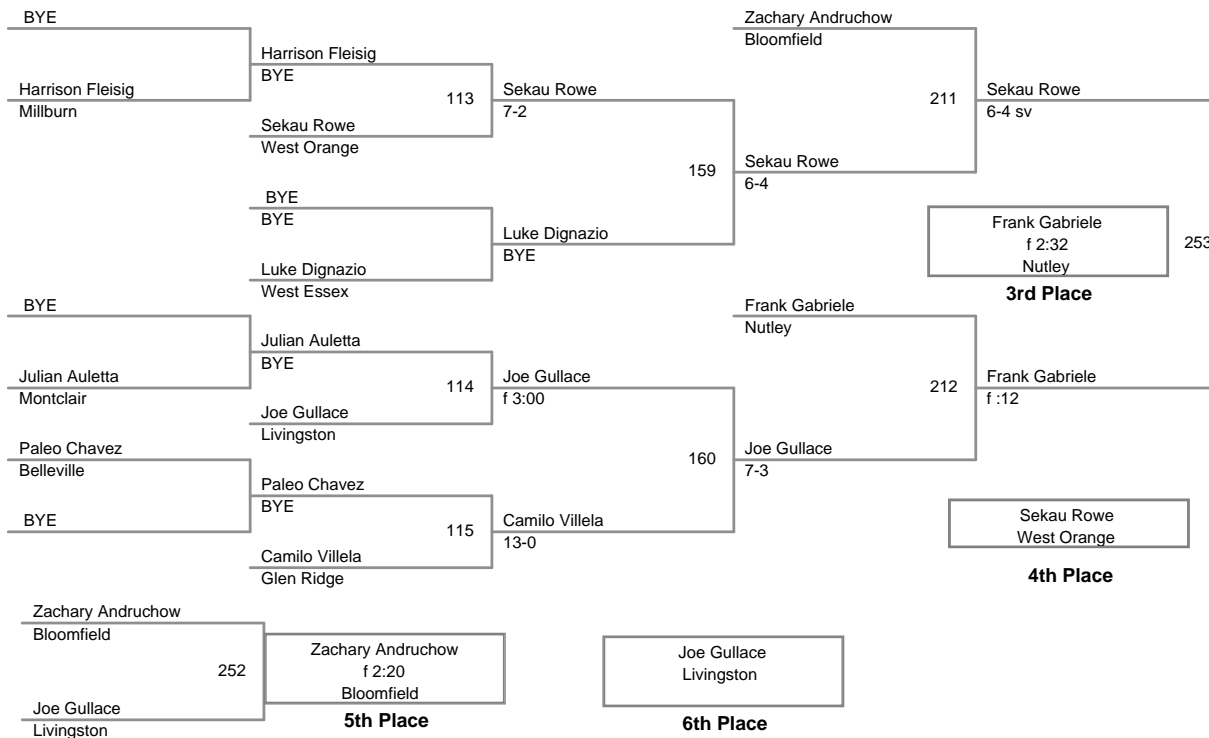 BYE
Harrison Fleisig
Millburn
Harrison Fleisig
BYE
113
Sekau Rowe
West Orange
Sekau Rowe
7-2
BYE
BYE
Luke Dignazio
West Essex
Luke Dignazio
BYE
159
Sekau Rowe
6-4
Zachary Andruchow
Bloomfield
211
Sekau Rowe
6-4 sv
Frank Gabriele
f 2:32
Nutley
253
3rd Place
BYE
Julian Auletta
Montclair
Julian Auletta
BYE
114
Joe Gullace
Livingston
Joe Gullace
f 3:00
Paleo Chavez
Belleville
BYE
Paleo Chavez
BYE
115
Camilo Villela
Glen Ridge
Camilo Villela
13-0
160
Joe Gullace
7-3
Frank Gabriele
Nutley
212
Frank Gabriele
f :12
Sekau Rowe
West Orange
4th Place
Zachary Andruchow
Bloomfield
252
Joe Gullace
Livingston
Zachary Andruchow
f 2:20
Bloomfield
5th Place
Joe Gullace
Livingston
6th Place